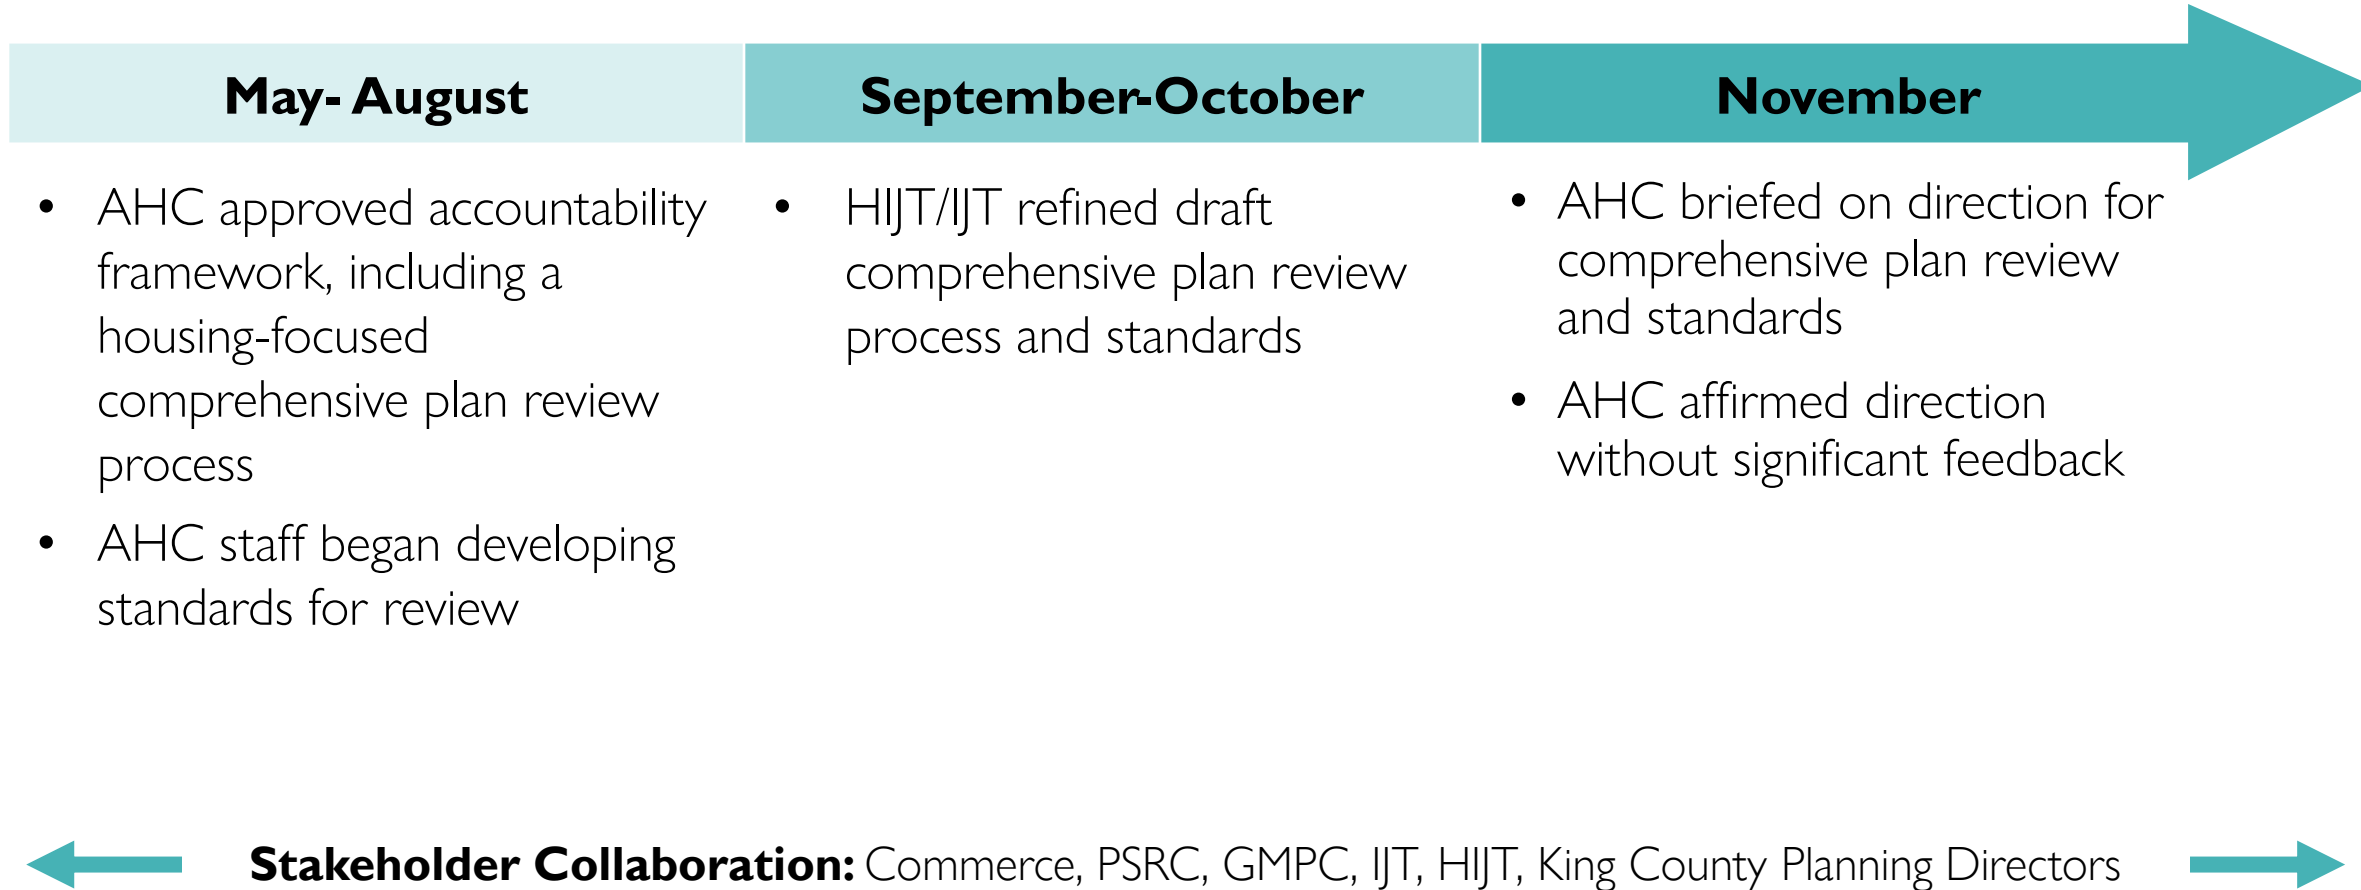 May- August
September-October
November
• AHC approved accountability
framework, including a
housing-focused
comprehensive plan review
process
• AHC staff began developing
standards for review
• HIJT/IJT refined draft
comprehensive plan review
process and standards
• AHC briefed on direction for
comprehensive plan review
and standards
• AHC affirmed direction
without significant feedback
Stakeholder Collaboration: Commerce, PSRC, GMPC, IJT, HIJT, King County Planning Directors